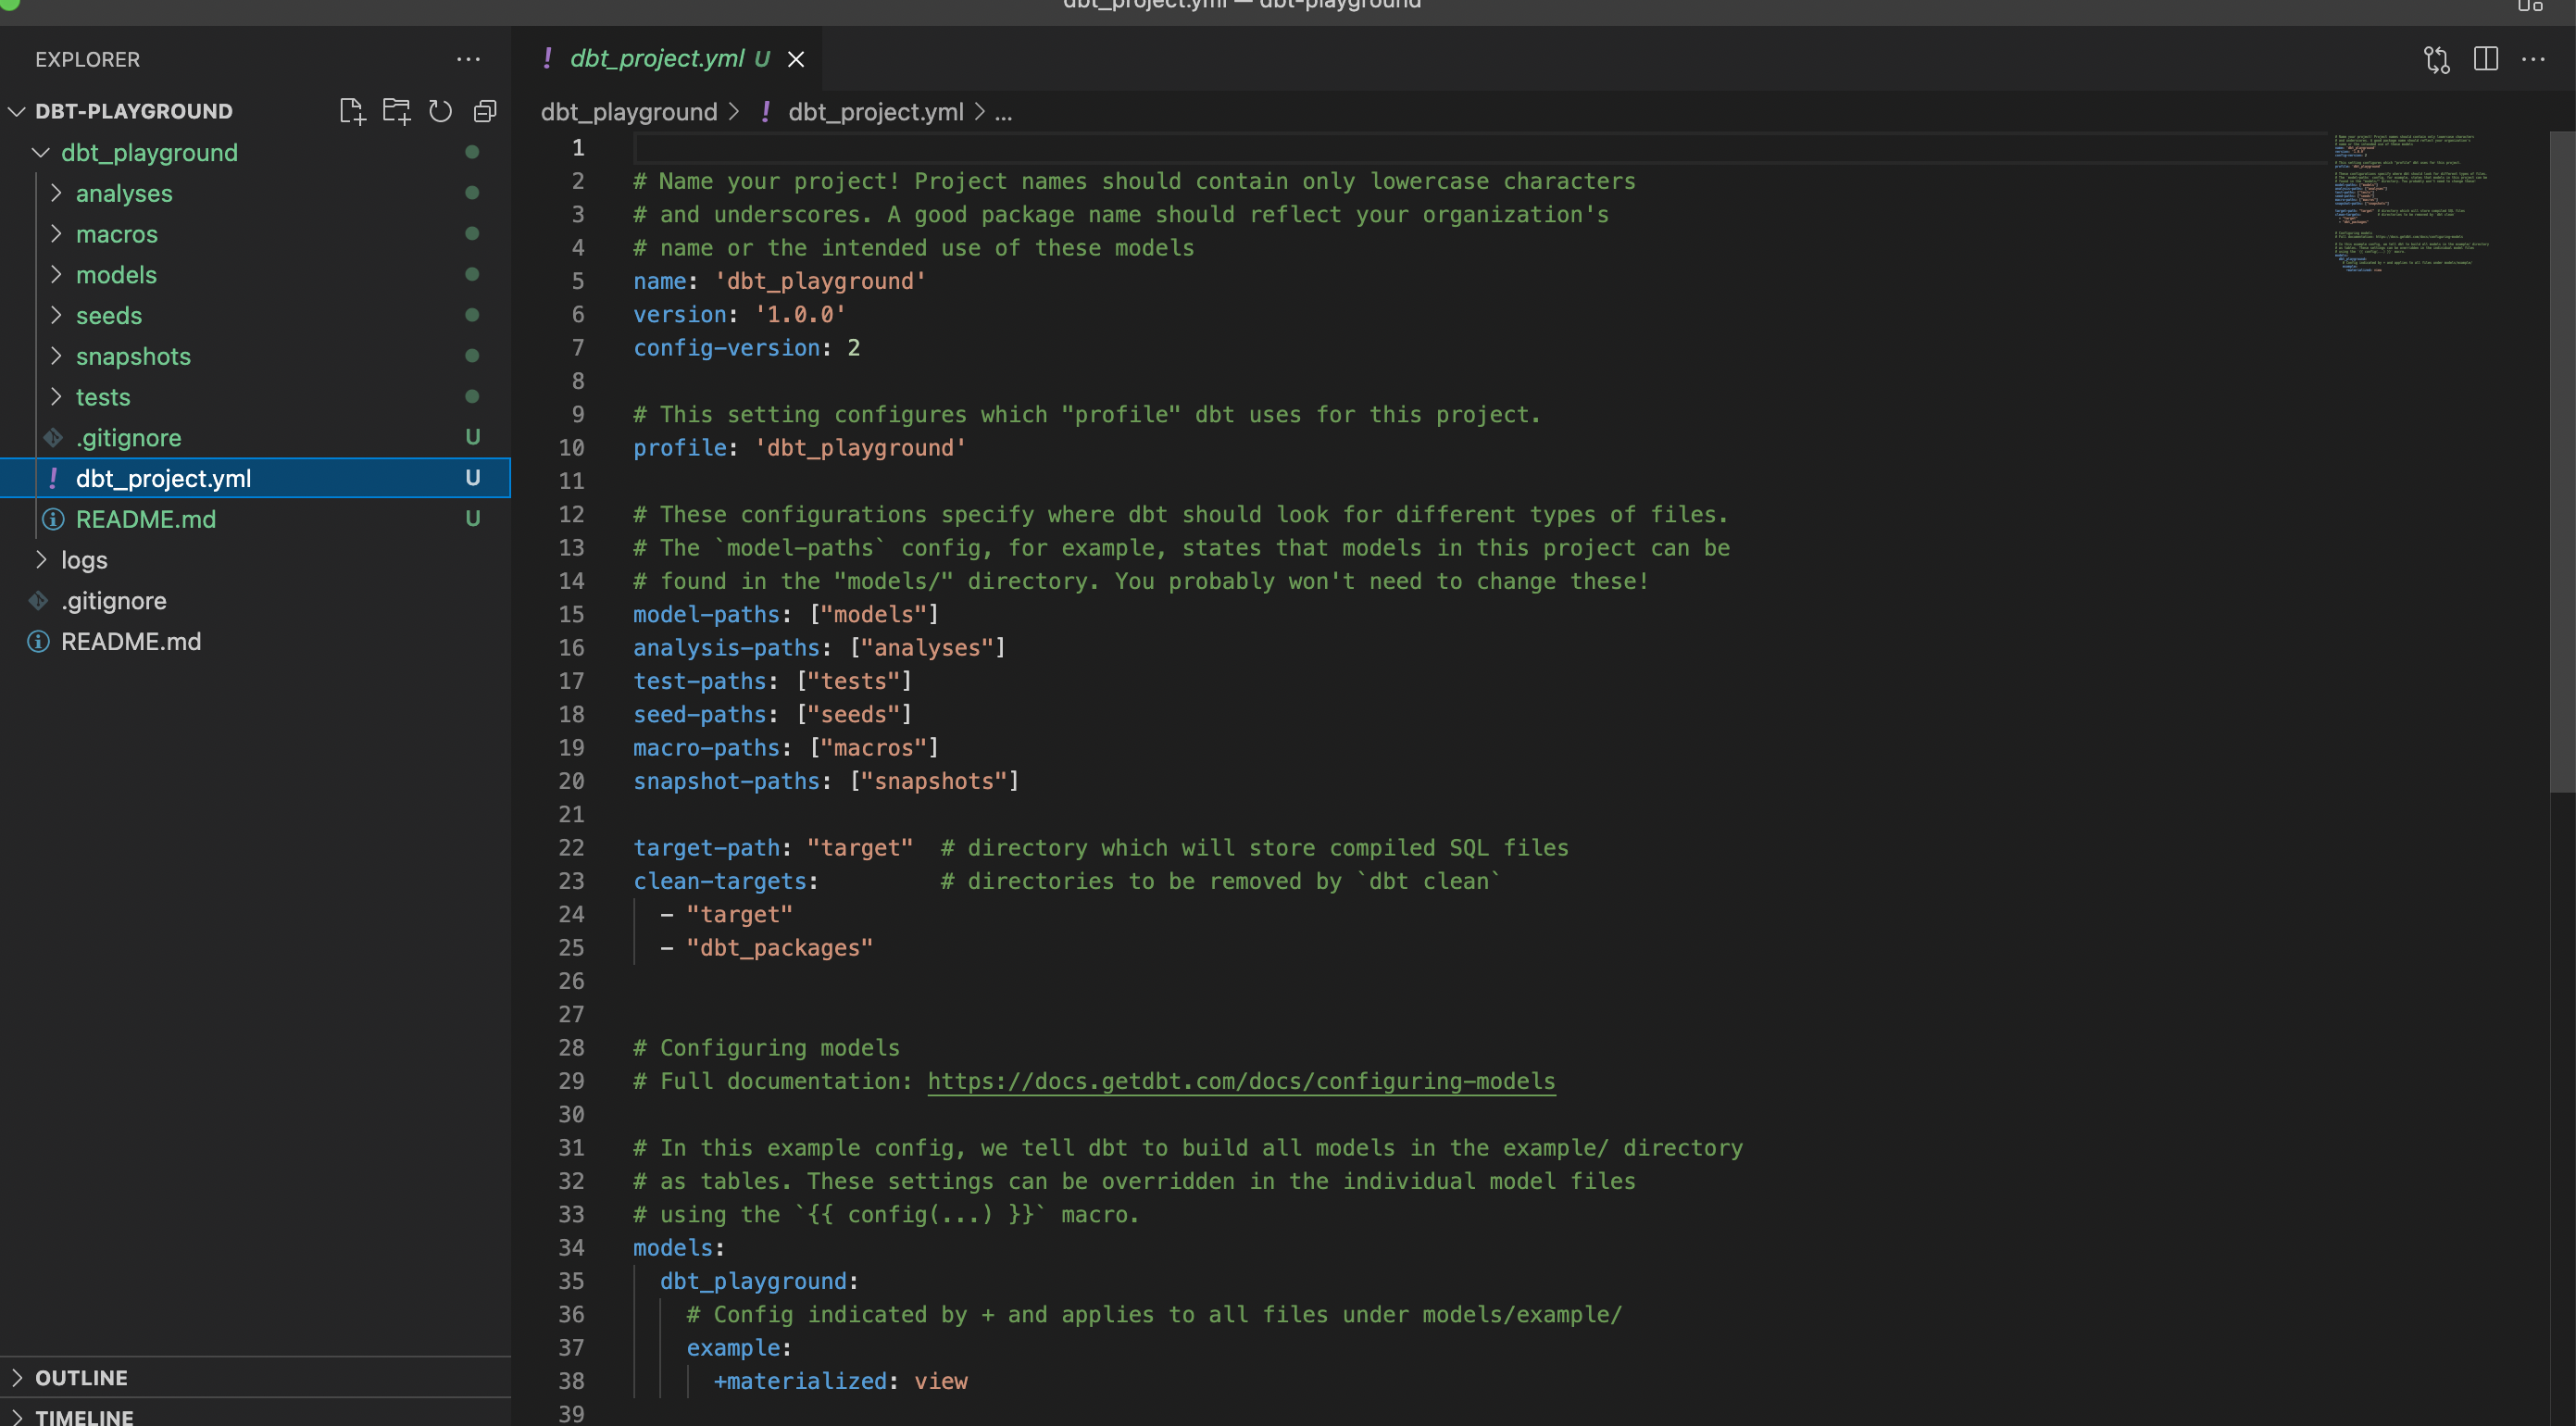 dbt_project.yml — dbt-playground
EXPLORER
DBT-PLAYGROUND
dbt_playground
analyses
macros
models
seeds
snapshots
tests
.gitignore U
dbt_project.yml U
README.md U
logs
.gitignore
README.md
OUTLINE
TIMELINE
dbt_project.yml U
dbt_playground > ! dbt_project.yml > ...
1
2 # Name your project! Project names should contain only lowercase characters
3 # and underscores. A good package name should reflect your organization's
4 # name or the intended use of these models
5 name: 'dbt_playground'
6 version: '1.0.0'
7 config-version: 2
8
9 # This setting configures which "profile" dbt uses for this project.
10 profile: 'dbt_playground'
11
12 # These configurations specify where dbt should look for different types of files.
13 # The `model-paths` config, for example, states that models in this project can be
14 # found in the "models/" directory. You probably won't need to change these!
15 model-paths: ["models"]
16 analysis-paths: ["analyses"]
17 test-paths: ["tests"]
18 seed-paths: ["seeds"]
19 macro-paths: ["macros"]
20 snapshot-paths: ["snapshots"]
21
22 target-path: "target"  # directory which will store compiled SQL files
23 clean-targets:         # directories to be removed by `dbt clean`
24   - "target"
25   - "dbt_packages"
26
27
28 # Configuring models
29 # Full documentation: https://docs.getdbt.com/docs/configuring-models
30
31 # In this example config, we tell dbt to build all models in the example/ directory
32 # as tables. These settings can be overridden in the individual model files
33 # using the `{{ config(...) }}` macro.
34 models:
35   dbt_playground:
36     # Config indicated by + and applies to all files under models/example/
37     example:
38       +materialized: view
39